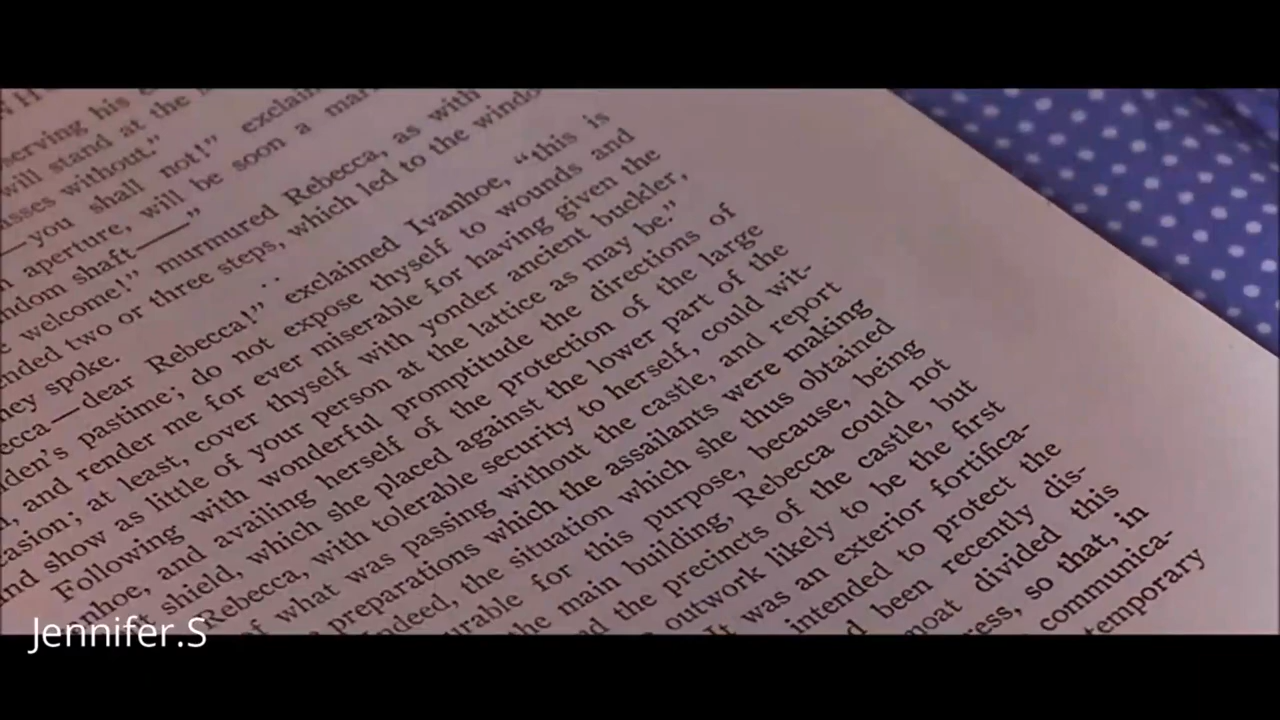 serving his
will stand at the
asses without."
—you shall not!" exclaim
aperture, will be soon a mar
ndom shaft——"
welcome!" murmured Rebecca, as with
ended two or three steps, which led to the windo
hey spoke.
ecca—dear Rebecca!" exclaimed Ivanhoe, "this is
den's pastime; do not expose thyself to wounds and
, and render me for ever miserable for having given the
casion; at least, cover thyself with yonder ancient buckler,
and show as little of your person at the lattice as may be."
Following with wonderful promptitude the directions of
nhoe, and availing herself of the protection of the large
t shield, which she placed against the lower part of the
Rebecca, with tolerable security to herself, could wit-
of what was passing without the castle, and report
preparations which the assailants were making
Indeed, the situation which she thus obtained
urable for this purpose, because, being
the main building, Rebecca could not
nd the precincts of the castle, but
outwork likely to be the first
It was an exterior fortifica-
intended to protect the
d been recently dis-
moat divided this
ress, so that, in
communica-
temporary
Jennifer.S